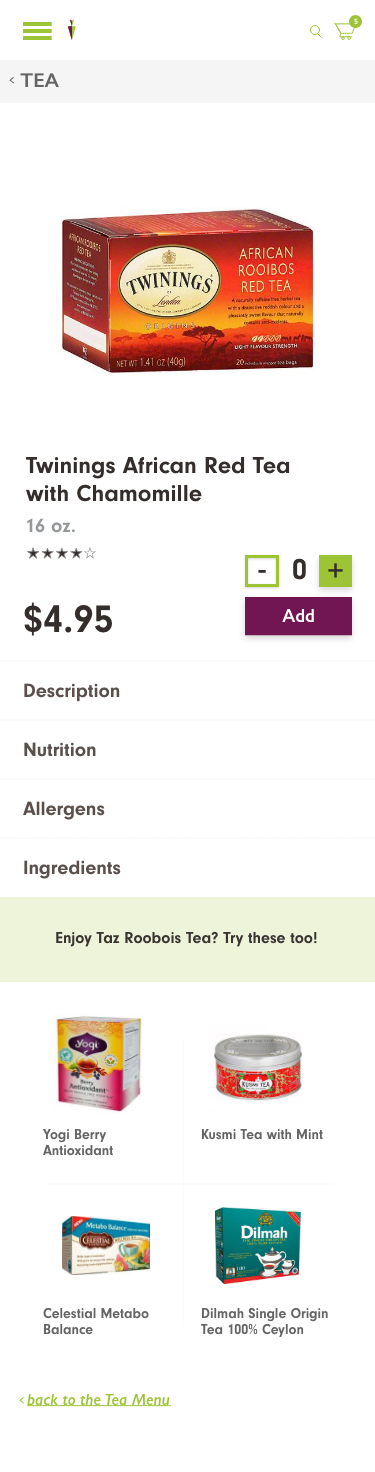 5
‹ TEA
AFRICAN ROOIBOS
RED TEA
TWININGS
OF
London
AFRICAN
ROOIBOS
RED TEA
A naturally caffeine free herbal tea
with a distinctive reddish colour and a
pleasantly sweet flavour that naturally
LIGHT FLAVOUR STRENGTH
NET WT. 1.41 OZ (40g)
20
tea bags
Twinings African Red Tea
with Chamomille
16 oz.
★★★★☆
- 0 +
$4.95
Add
Description
Nutrition
Allergens
Ingredients
Enjoy Taz Roobois Tea? Try these too!
Yogi
Berry
Antioxidant
KUSMI TEA
Yogi Berry
Antioxidant
Kusmi Tea with Mint
Metabo Balance
CELESTIAL
Dilmah
100
Celestial Metabo
Balance
Dilmah Single Origin
Tea 100% Ceylon
‹ back to the Tea Menu